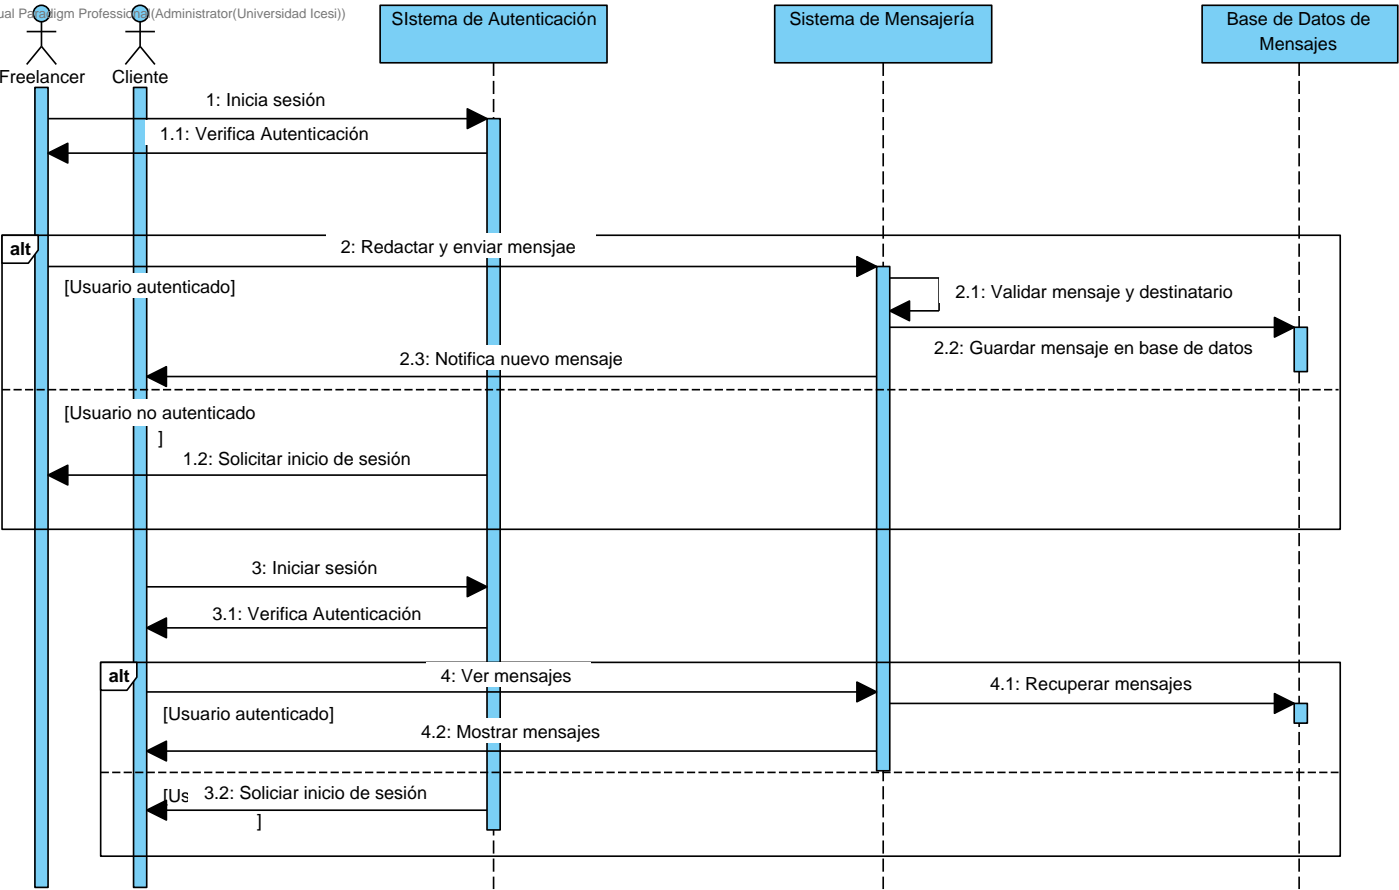 ual Paradigm Professional(Administrator(Universidad Icesi))
SIstema de Autenticación
Sistema de Mensajería
Base de Datos de
Mensajes
Freelancer
Cliente
1: Inicia sesión
1.1: Verifica Autenticación
alt
2: Redactar y enviar mensjae
[Usuario autenticado]
2.1: Validar mensaje y destinatario
2.2: Guardar mensaje en base de datos
2.3: Notifica nuevo mensaje
[Usuario no autenticado
]
1.2: Solicitar inicio de sesión
3: Iniciar sesión
3.1: Verifica Autenticación
alt
4: Ver mensajes
4.1: Recuperar mensajes
[Usuario autenticado]
4.2: Mostrar mensajes
[Us
3.2: Soliciar inicio de sesión
]